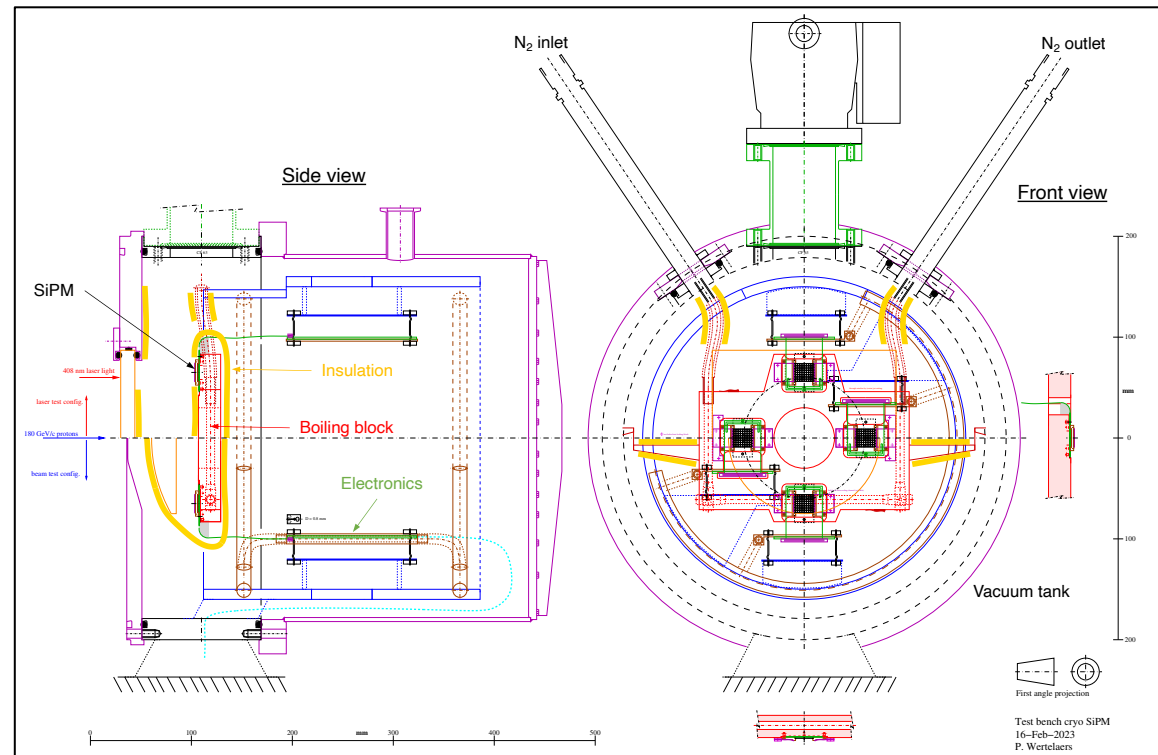 N₂ inlet
N₂ outlet
Side view
Front view
SiPM
Insulation
408 nm laser light
laser test config.
Boiling block
180 GeV/c protons
beam test config.
Electronics
Vacuum tank
200
100
mm
0
100
200
First angle projection
0
100
mm
200
300
400
500
Test bench cryo SiPM
16-Feb-2023
P. Wertelaers